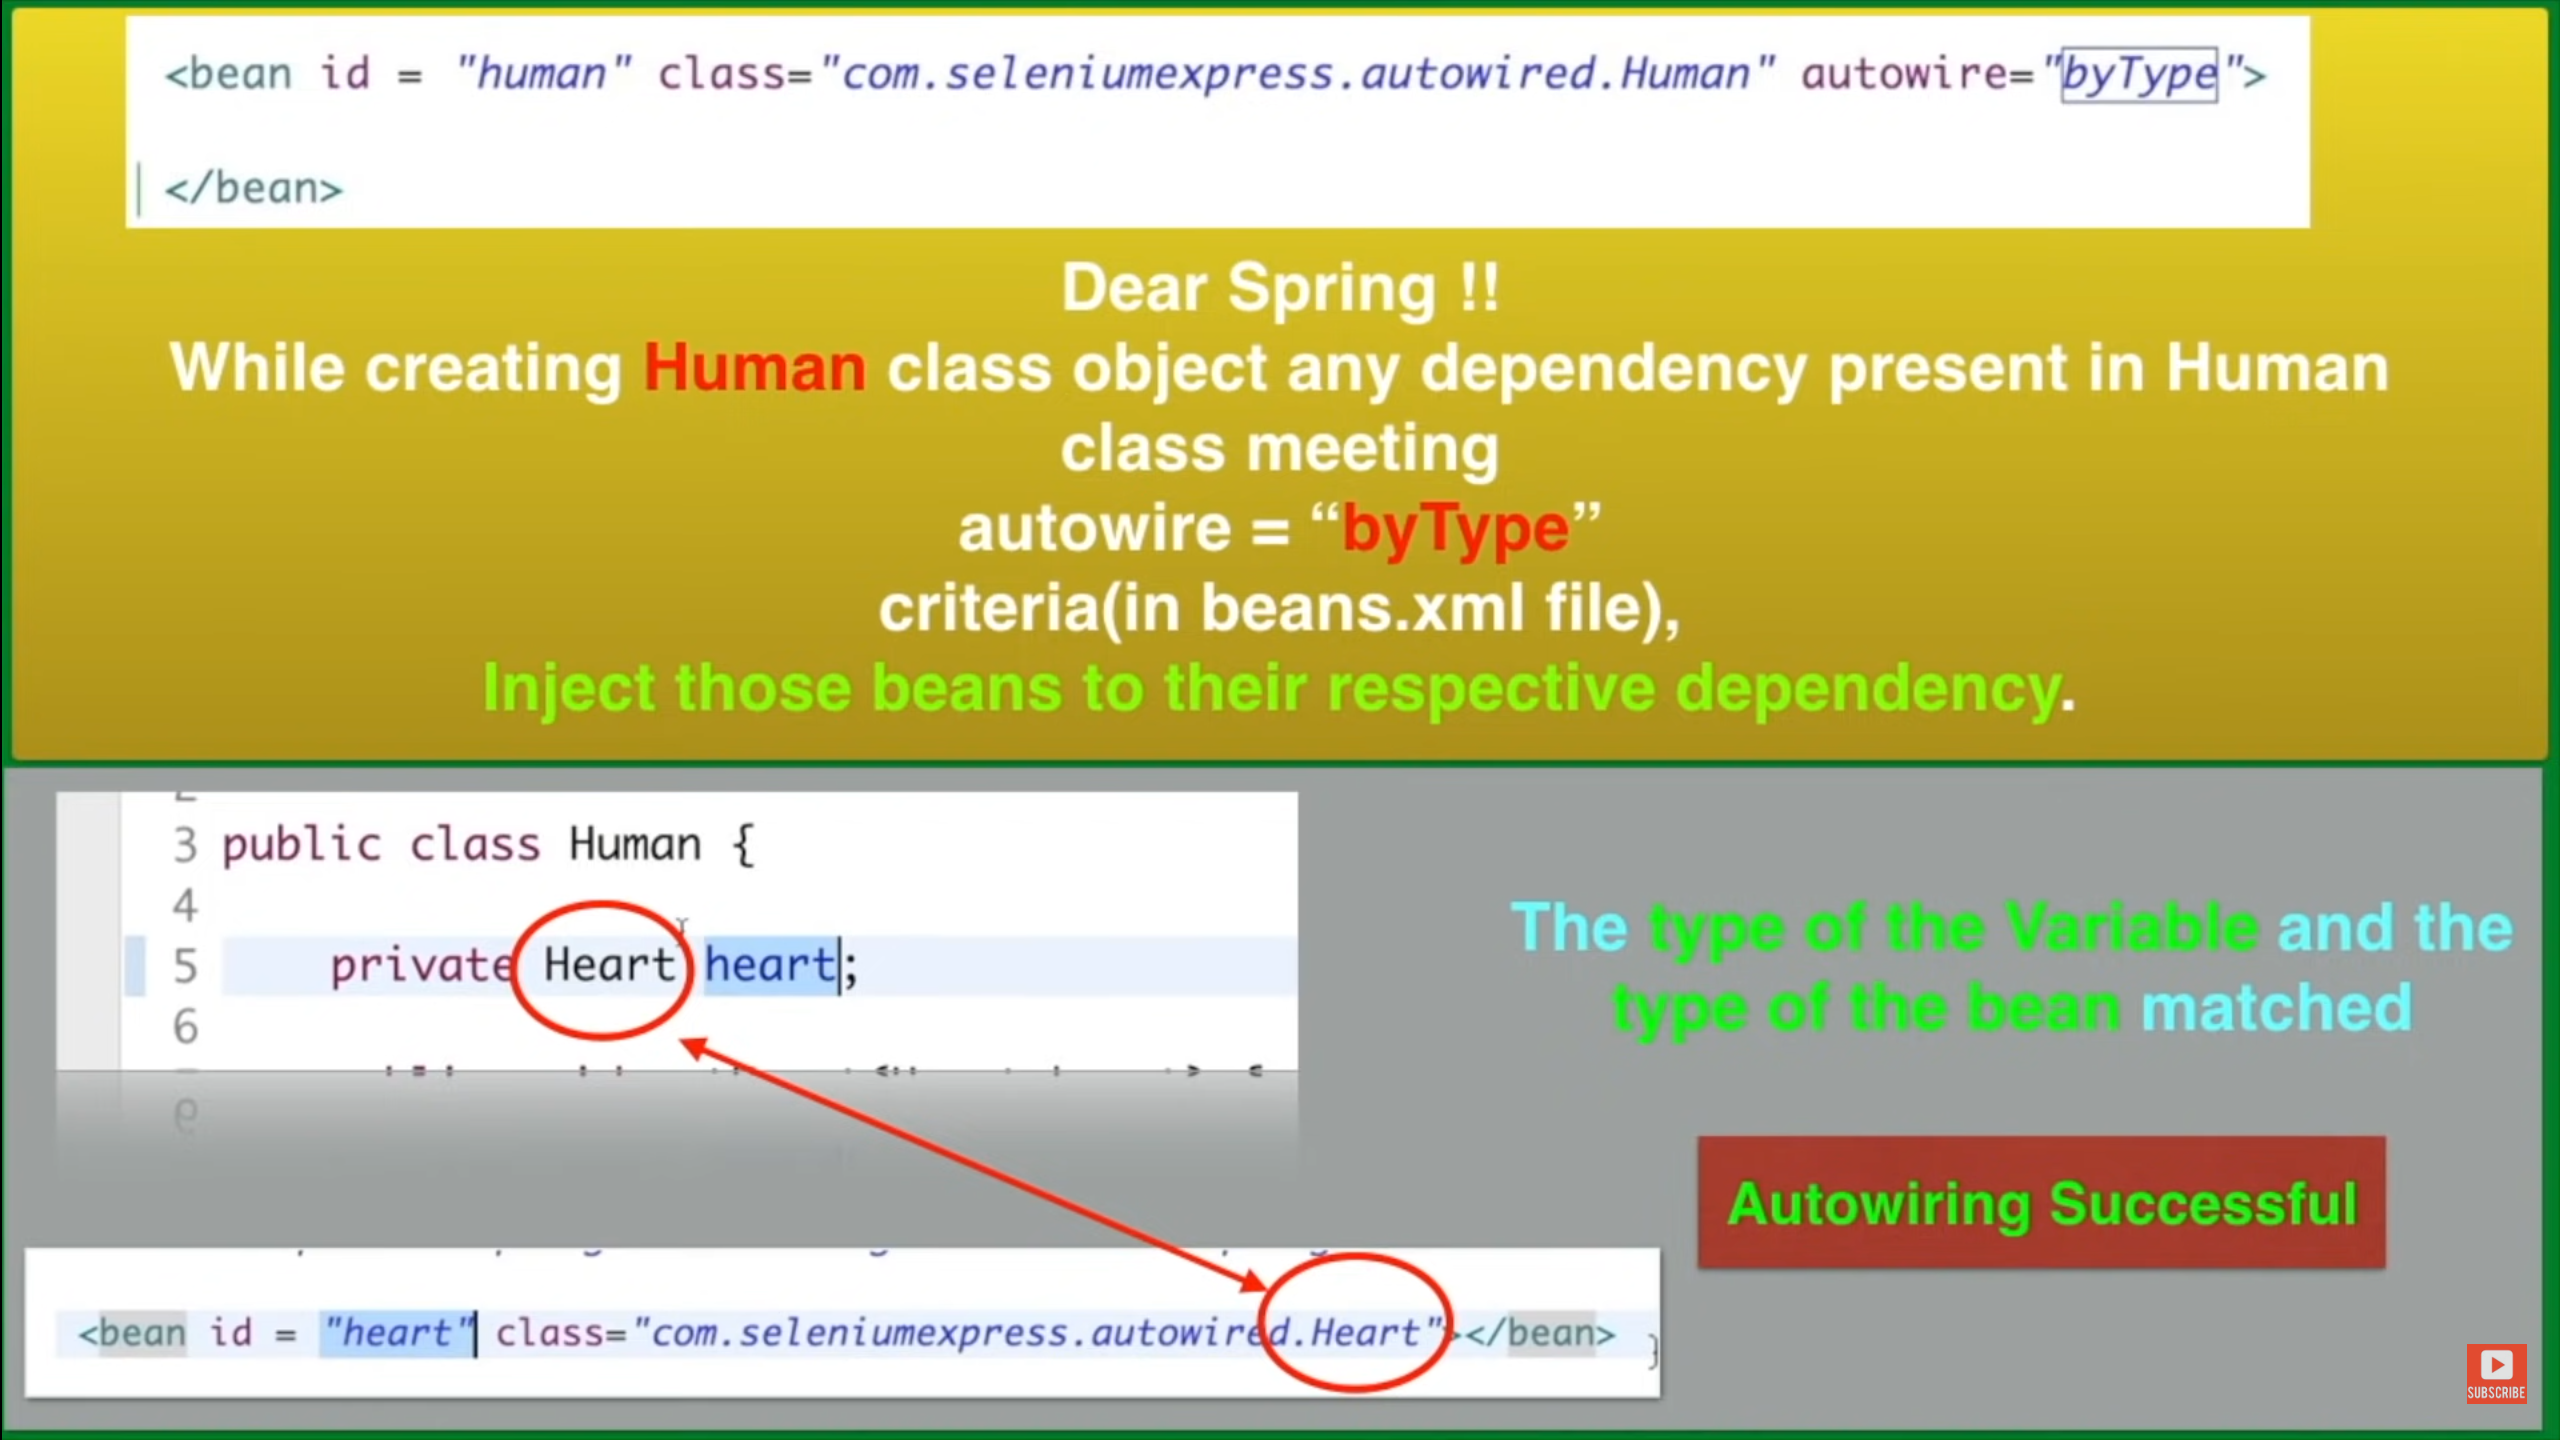 <bean id = "human" class="com.seleniumexpress.autowired.Human" autowire="byType">
</bean>
Dear Spring !!
While creating Human class object any dependency present in Human
class meeting
autowire = “byType”
criteria(in beans.xml file),
Inject those beans to their respective dependency.
3 public class Human {
4
5 private Heart heart;
6
The type of the Variable and the
type of the bean matched
Autowiring Successful
<bean id = "heart" class="com.seleniumexpress.autowired.Heart"></bean> }
SUBSCRIBE